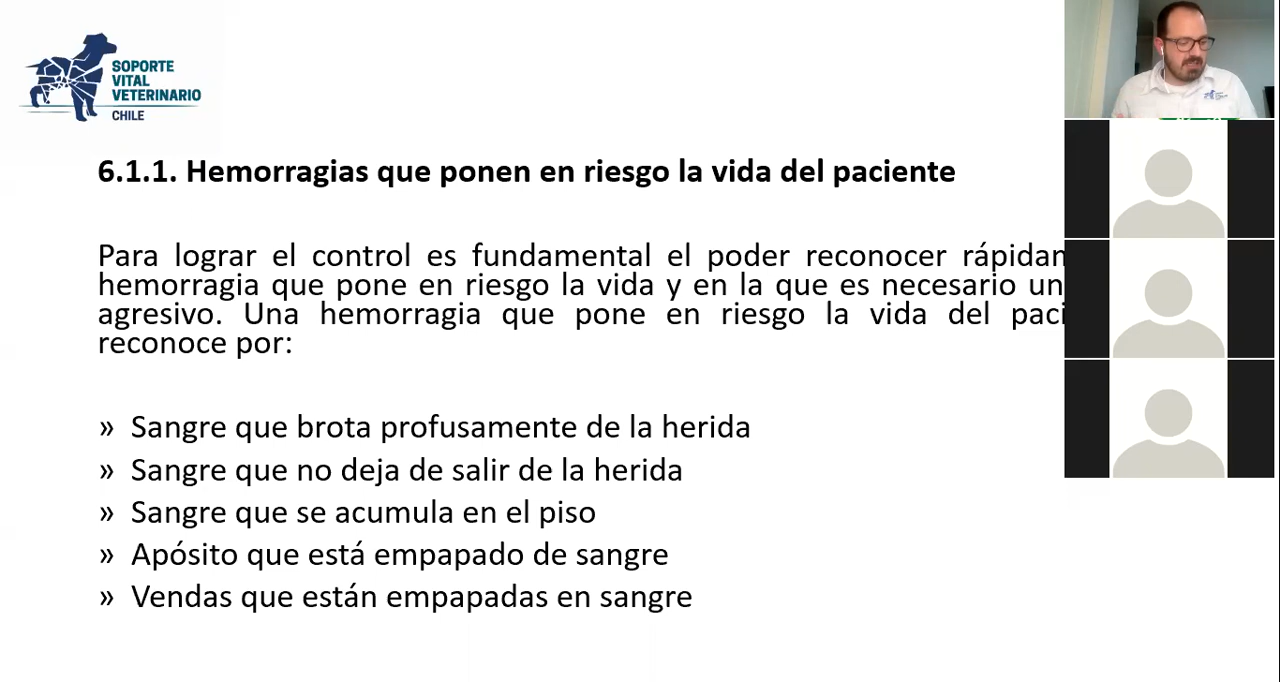 SOPORTE
VITAL
VETERINARIO
CHILE
6.1.1. Hemorragias que ponen en riesgo la vida del paciente
Para lograr el control es fundamental el poder reconocer
hemorragia que pone en riesgo la vida y en la que es necesario
agresivo. Una hemorragia que pone en riesgo la vida del
reconoce por:
» Sangre que brota profusamente de la herida
» Sangre que no deja de salir de la herida
» Sangre que se acumula en el piso
» Apósito que está empapado de sangre
» Vendas que están empapadas en sangre